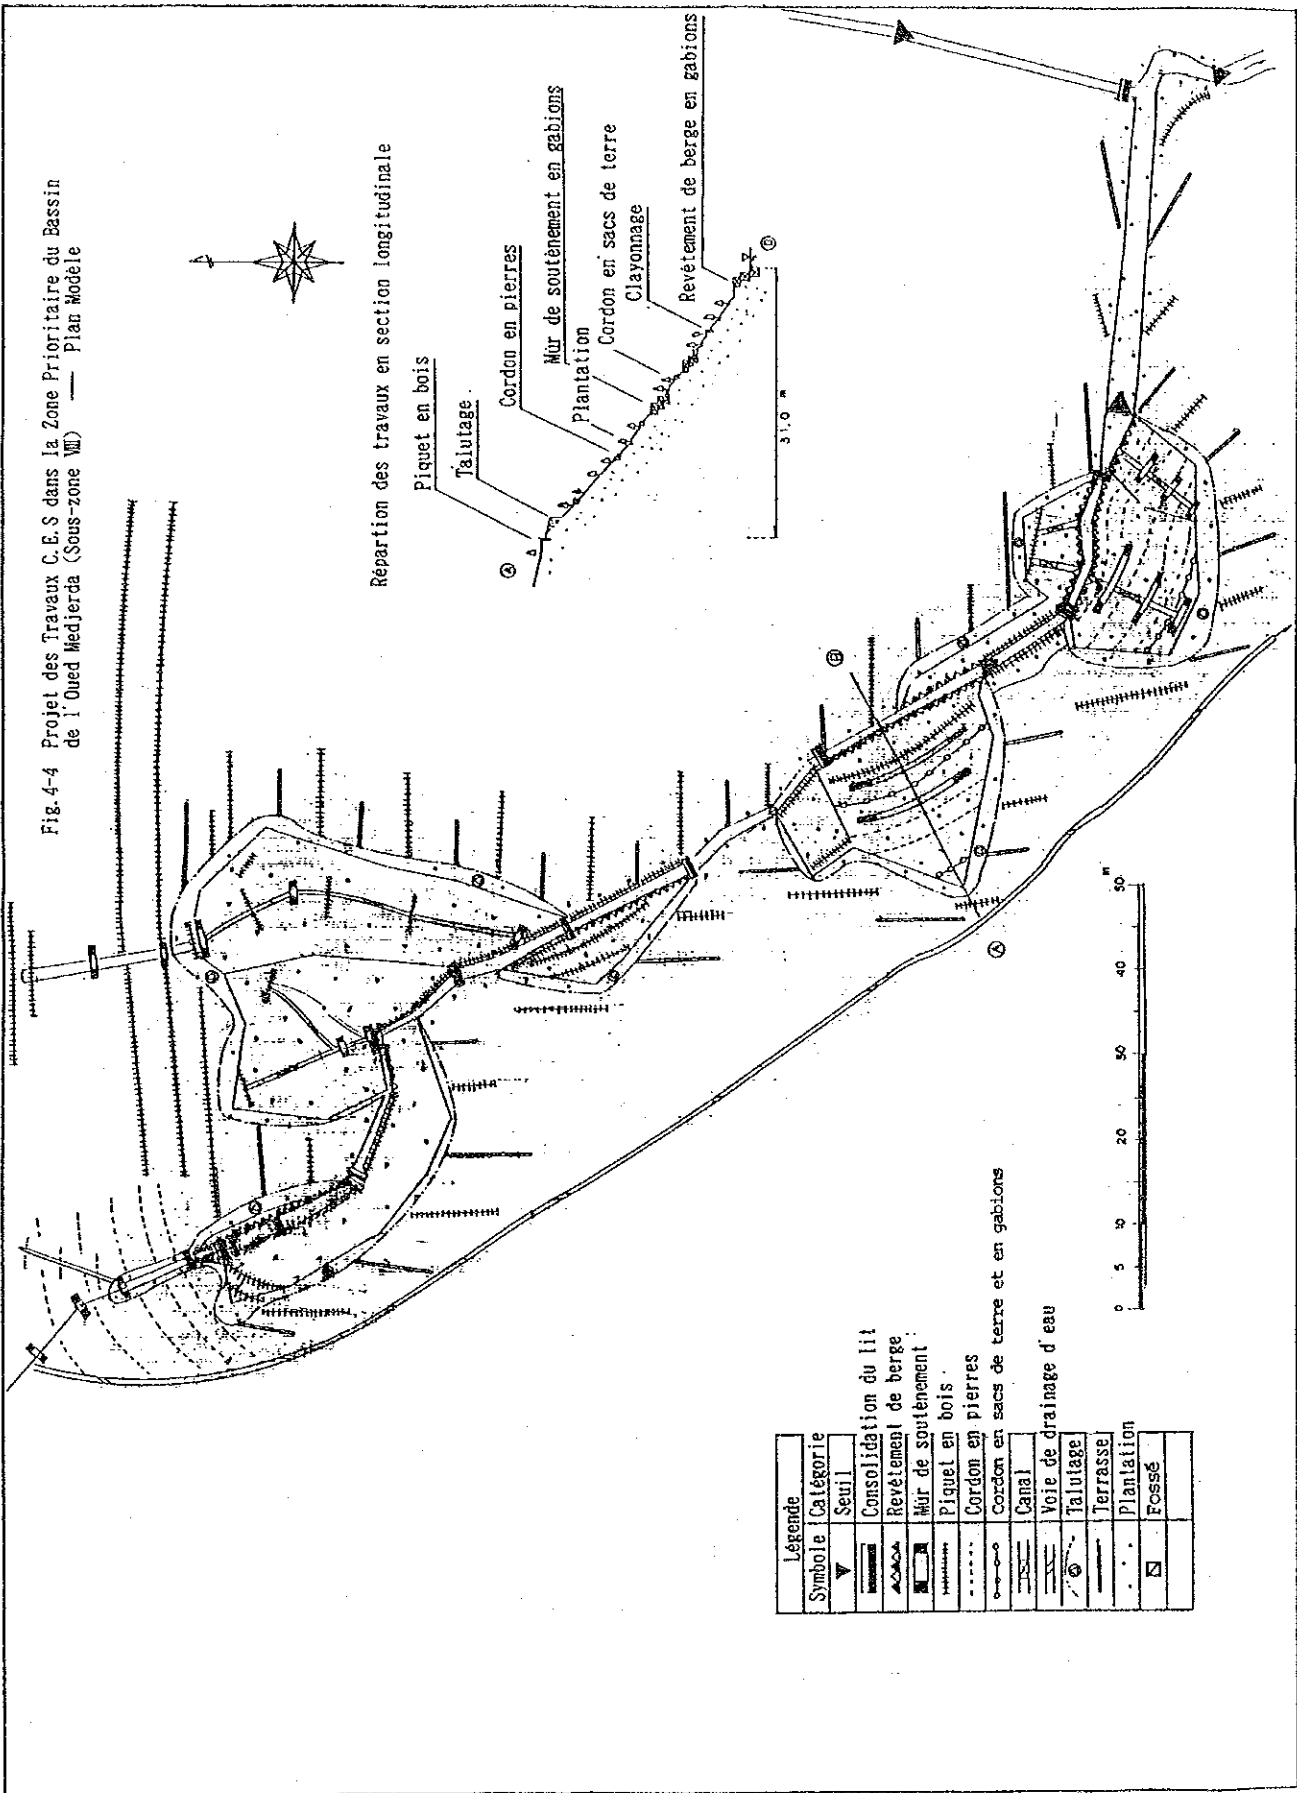 Fig.4-4 Projet des Travaux C.E.S dans la Zone Prioritaire du Bassin
de l'Oued Medjerda (Sous-zone Ⅷ) —— Plan Modèle
Répartion des travaux en section longitudinale
Piquet en bois
Talutage
Cordon en pierres
Mur de soutènement en gabions
Plantation
Cordon en sacs de terre
Clayonnage
Revêtement de berge en gabions
Ⓐ
Ⓓ
31,0 m
Ⓑ
Ⓐ
0 5 10 20 30 40 50 m
Légende
Symbole Catégorie
Seuil
Consolidation du lit
Revêtement de berge
Mur de soutènement
Piquet en bois
Cordon en pierres
Cordon en sacs de terre et en gabions
Canal
Voie de drainage d'eau
Talutage
Terrasse
Plantation
Fossé